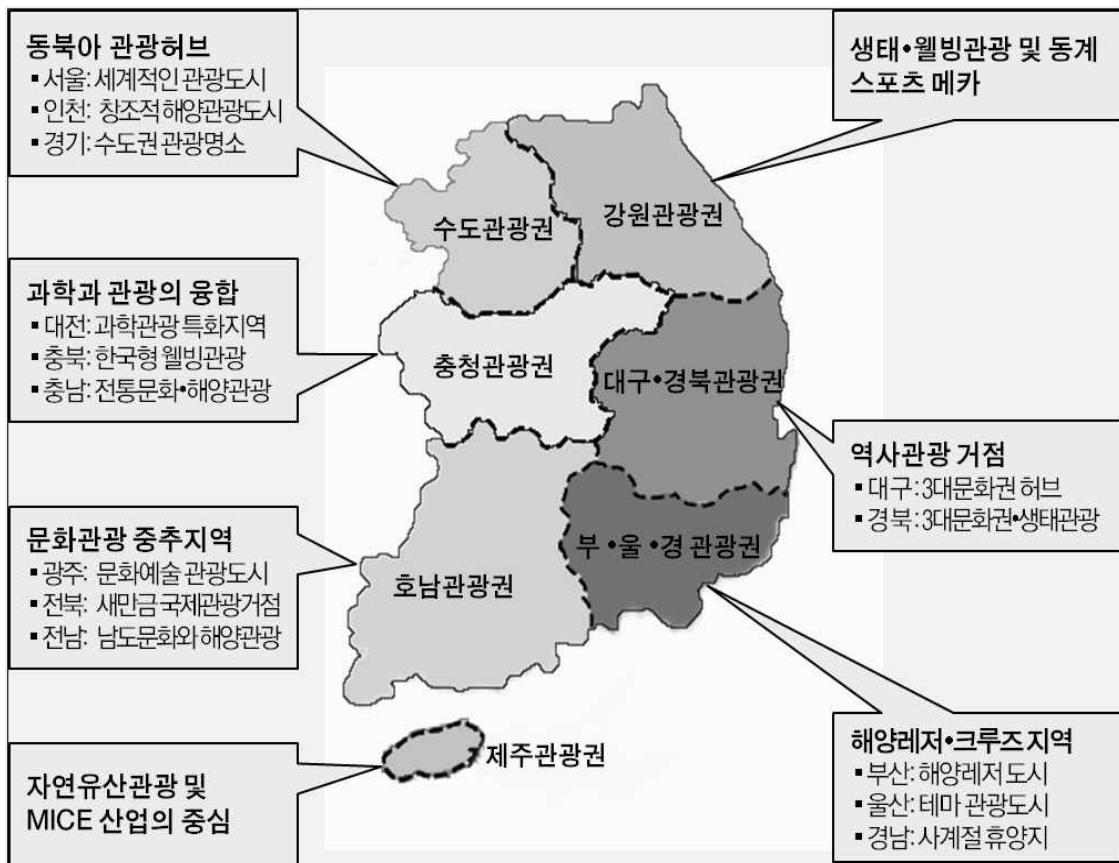 동북아 관광허브
▪ 서울: 세계적인 관광도시
▪ 인천: 창조적 해양관광도시
▪ 경기: 수도권 관광명소
생태•웰빙관광 및 동계
스포츠 메카
수도관광권
강원관광권
과학과 관광의 융합
▪ 대전: 과학관광 특화지역
▪ 충북: 한국형 웰빙관광
▪ 충남: 전통문화•해양관광
충청관광권
대구•경북관광권
역사관광 거점
▪ 대구: 3대문화권 허브
▪ 경북: 3대문화권•생태관광
문화관광 중추지역
▪ 광주: 문화예술 관광도시
▪ 전북: 새만금 국제관광거점
▪ 전남: 남도문화와 해양관광
호남관광권
부•울•경 관광권
자연유산관광 및
MICE 산업의 중심
제주관광권
해양레저•크루즈 지역
▪ 부산: 해양레저 도시
▪ 울산: 테마 관광도시
▪ 경남: 사계절 휴양지